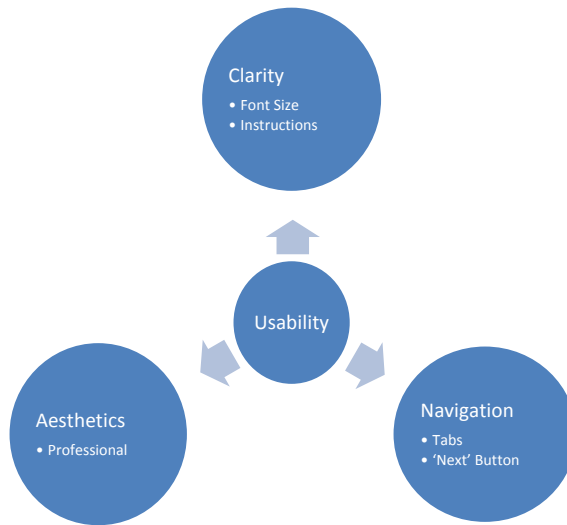 Clarity
• Font Size
• Instructions
Usability
Aesthetics
• Professional
Navigation
• Tabs
• ‘Next’ Button